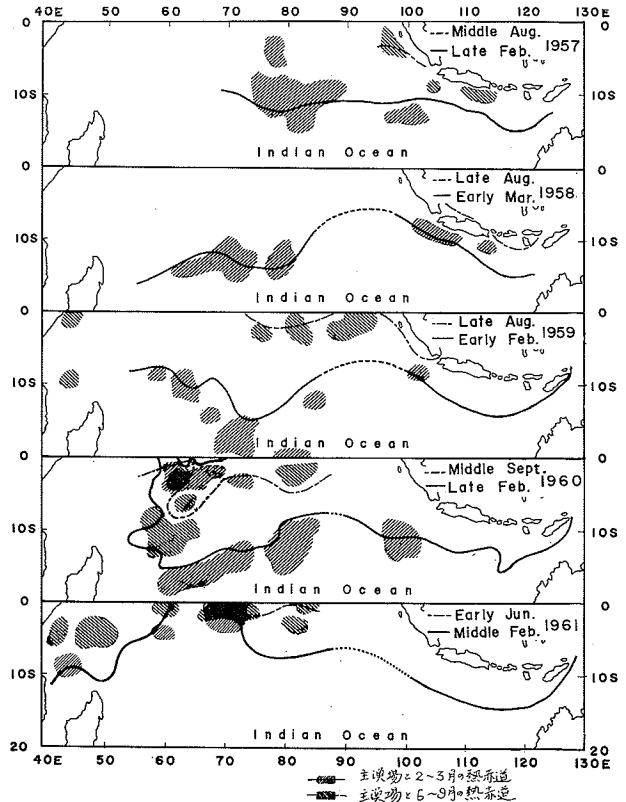 40E 50 60 70 80 90 100 110 120 130E
0 0
Middle Aug.
Late Feb. 1957
10S 10S
Indian Ocean
0 0
Late Aug.
Early Mar. 1958
10S 10S
Indian Ocean
0 0
Late Aug.
Early Feb. 1959
10S 10S
Indian Ocean
0 0
Middle Sept.
Late Feb. 1960
10S 10S
Indian Ocean
0 0
Early Jun.
Middle Feb. 1961
10S 10S
Indian Ocean
20 20
40E 50 60 70 80 90 100 110 120 130E
主漁場と2~3月の熱赤道
主漁場と6~9月の熱赤道